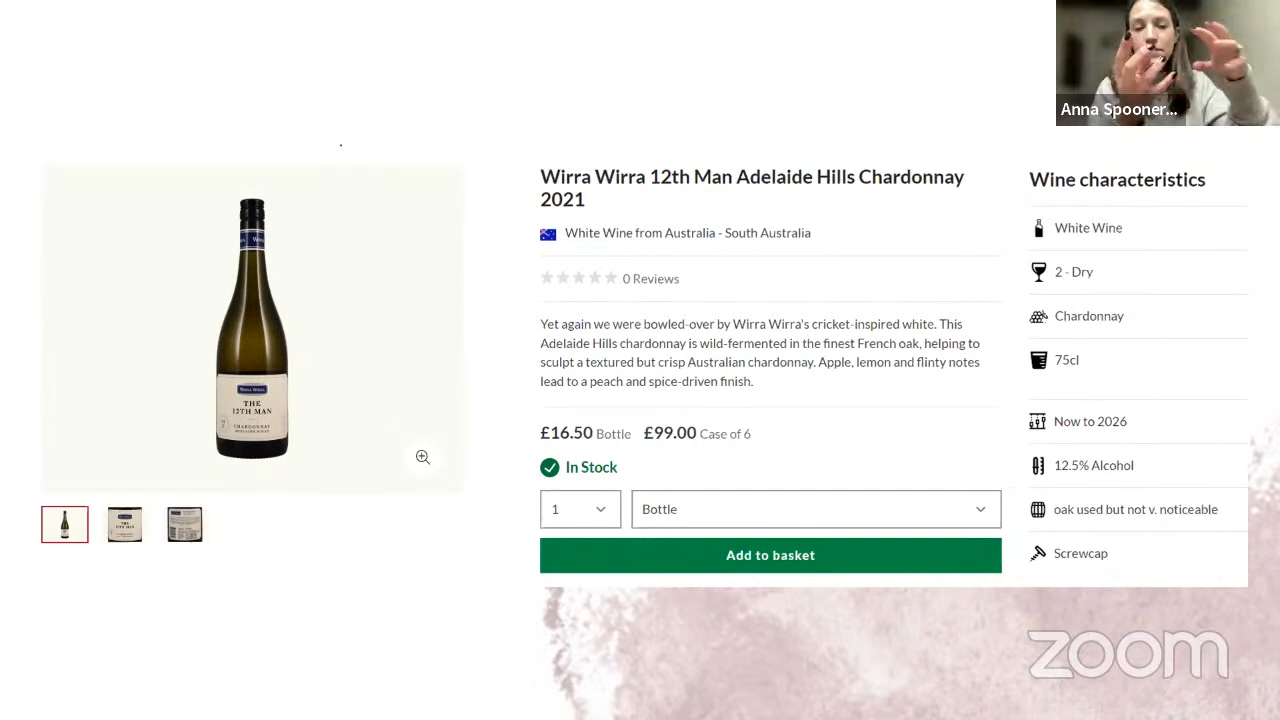 Anna Spooner...
Wirra Wirra 12th Man Adelaide Hills Chardonnay
2021
White Wine from Australia - South Australia
0 Reviews
Yet again we were bowled-over by Wirra Wirra's cricket-inspired white. This
Adelaide Hills chardonnay is wild-fermented in the finest French oak, helping to
sculpt a textured but crisp Australian chardonnay. Apple, lemon and flinty notes
lead to a peach and spice-driven finish.
£16.50 Bottle £99.00 Case of 6
In Stock
1 Bottle
Add to basket
Wine characteristics
White Wine
2 - Dry
Chardonnay
75cl
Now to 2026
12.5% Alcohol
oak used but not v. noticeable
Screwcap
WIRRA WIRRA
THE
12TH MAN
CHARDONNAY
ADELAIDE HILLS
zoom